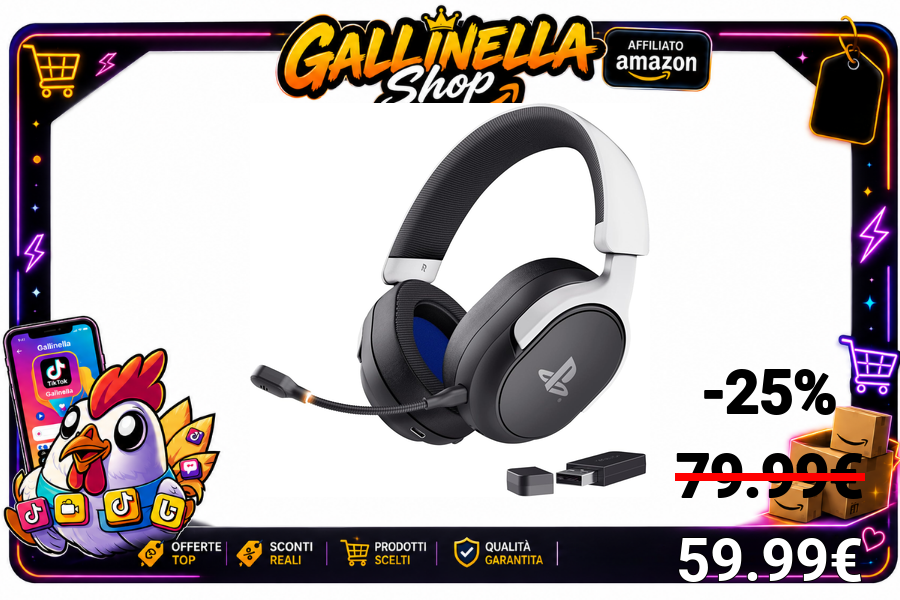 GALLINELLA
Shop
AFFILIATO
amazon
Gallinella
TikTok
Gallinella
-25%
79.99€
59.99€
OFFERTE
TOP
SCONTI
REALI
PRODOTTI
SCELTI
QUALITÀ
GARANTITA